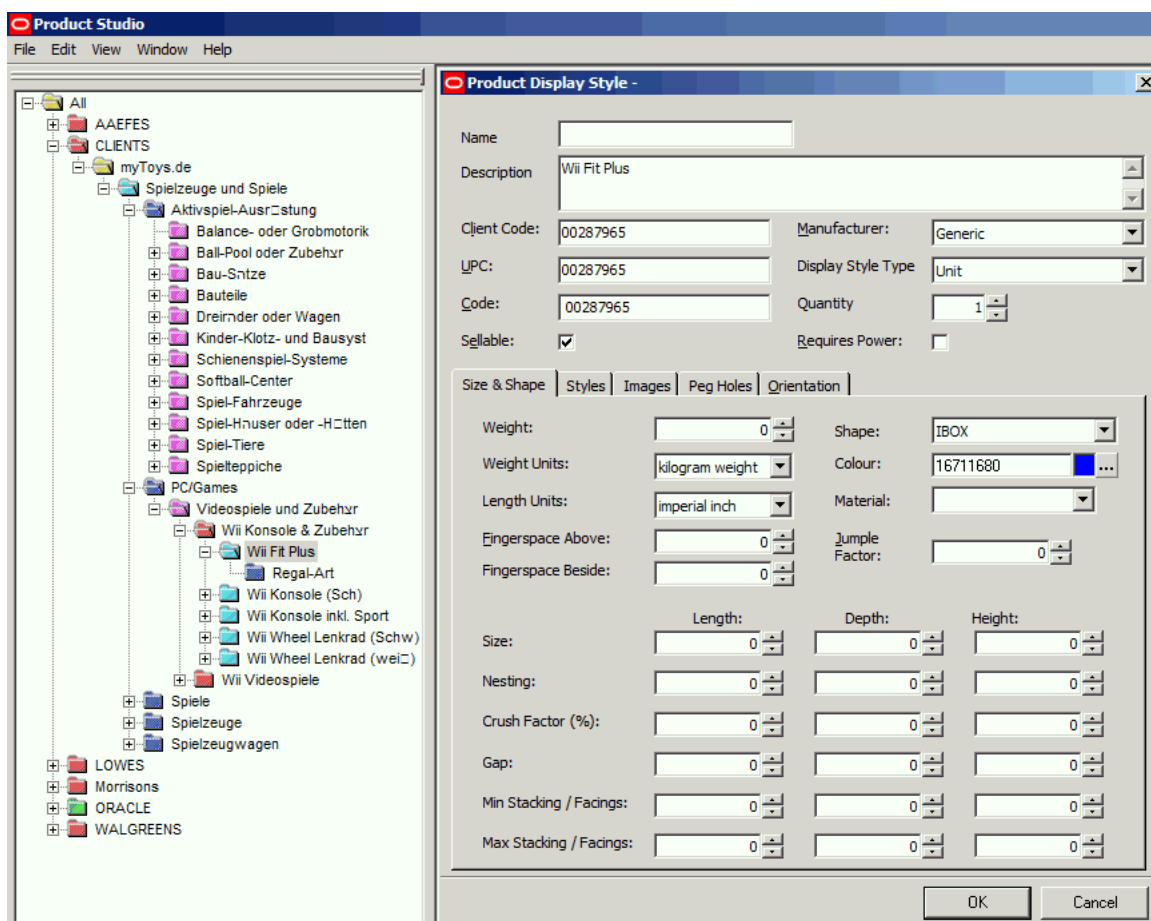 Product Studio
File Edit View Window Help
All
AAEFES
CLIENTS
myToys.de
Spielzeuge und Spiele
Aktivspiel-Ausr□stung
Balance- oder Grobmotorik
Ball-Pool oder Zubehצr
Bau-Sהtze
Bauteile
Dreirהder oder Wagen
Kinder-Klotz- und Bausyst
Schienenspiel-Systeme
Softball-Center
Spiel-Fahrzeuge
Spiel-Hהuser oder -H□tten
Spiel-Tiere
Spielteppiche
PC/Games
Videospiele und Zubehצr
Wii Konsole & Zubehצr
Wii Fit Plus
Regal-Art
Wii Konsole (Sch)
Wii Konsole inkl. Sport
Wii Wheel Lenkrad (Schw)
Wii Wheel Lenkrad (wei□)
Wii Videospiele
Spiele
Spielzeuge
Spielzeugwagen
LOWES
Morrisons
ORACLE
WALGREENS
Product Display Style -
Name
Description Wii Fit Plus
Client Code: 00287965 Manufacturer: Generic
UPC: 00287965 Display Style Type Unit
Code: 00287965 Quantity 1
Sellable: Requires Power:
Size & Shape Styles Images Peg Holes Orientation
Weight: 0 Shape: IBOX
Weight Units: kilogram weight Colour: 16711680 ...
Length Units: imperial inch Material:
Fingerspace Above: 0 Jumple Factor: 0
Fingerspace Beside: 0
Length: Depth: Height:
Size: 0 0 0
Nesting: 0 0 0
Crush Factor (%): 0 0 0
Gap: 0 0 0
Min Stacking / Facings: 0 0 0
Max Stacking / Facings: 0 0 0
OK Cancel